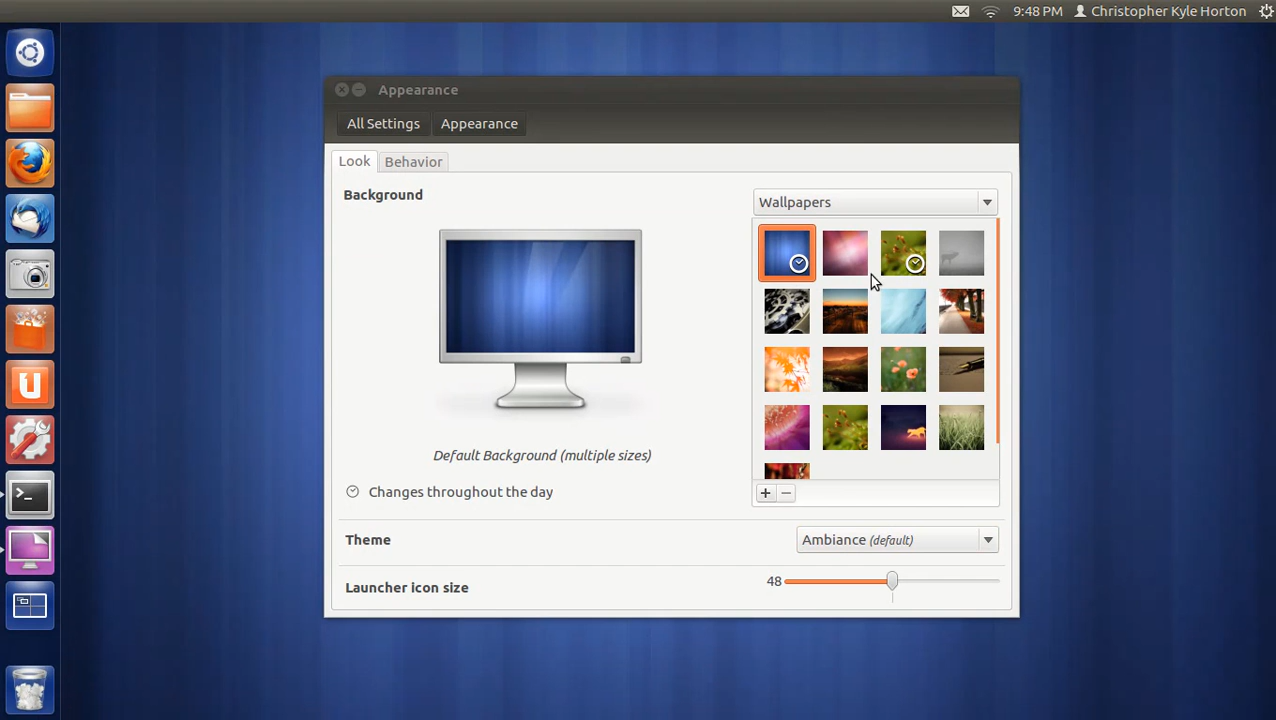 9:48 PM Christopher Kyle Horton
Appearance
All Settings Appearance
Look Behavior
Background
Wallpapers
Default Background (multiple sizes)
Changes throughout the day
Theme
Ambiance (default)
Launcher icon size
48